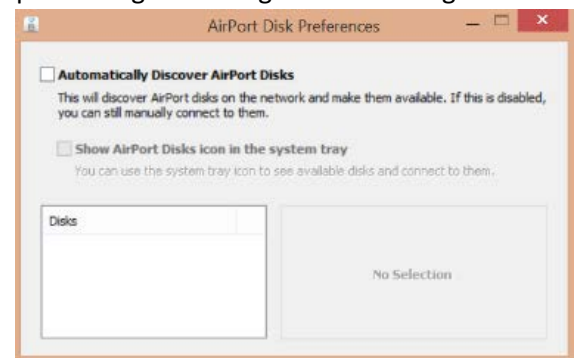 AirPort Disk Preferences
Automatically Discover AirPort Disks
This will discover AirPort disks on the network and make them available. If this is disabled,
you can still manually connect to them.
Show AirPort Disks icon in the system tray
You can use the system tray icon to see available disks and connect to them.
Disks
No Selection